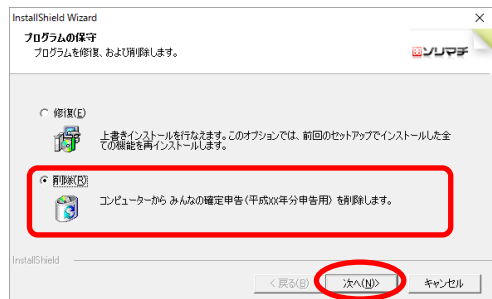 InstallShield Wizard
プログラムの保守
プログラムを修復、および削除します。
ソリマチ
修復(E)
上書きインストールを行なえます。このオプションでは、前回のセットアップでインストールした全
ての機能を再インストールします。
削除(R)
コンピューターから みんなの確定申告(平成XX年分申告用) を削除します。
InstallShield
< 戻る(B)
次へ(N)>
キャンセル